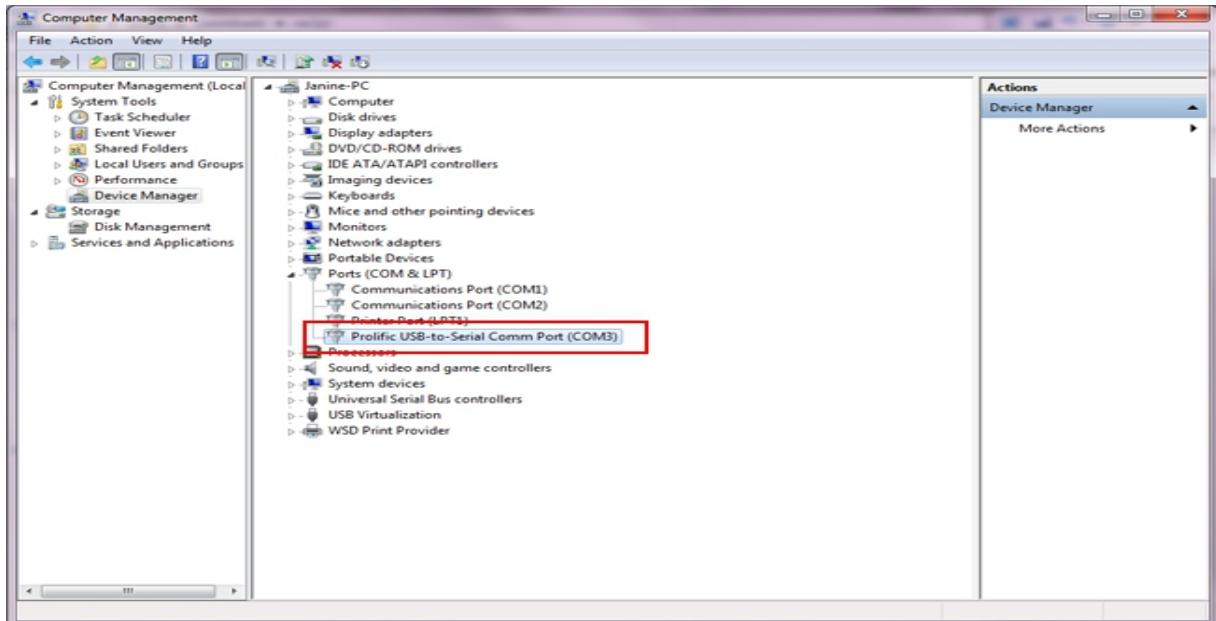 Computer Management
File Action View Help
Computer Management (Local
System Tools
Task Scheduler
Event Viewer
Shared Folders
Local Users and Groups
Performance
Device Manager
Storage
Disk Management
Services and Applications
Janine-PC
Computer
Disk drives
Display adapters
DVD/CD-ROM drives
IDE ATA/ATAPI controllers
Imaging devices
Keyboards
Mice and other pointing devices
Monitors
Network adapters
Portable Devices
Ports (COM & LPT)
Communications Port (COM1)
Communications Port (COM2)
Printer Port (LPT1)
Prolific USB-to-Serial Comm Port (COM3)
Processors
Sound, video and game controllers
System devices
Universal Serial Bus controllers
USB Virtualization
WSD Print Provider
Actions
Device Manager
More Actions